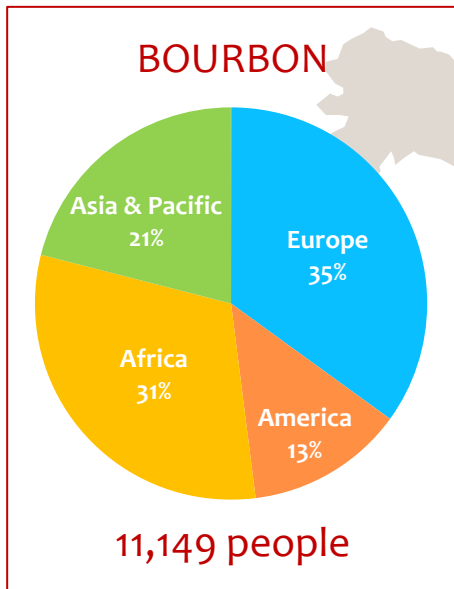 BOURBON
Asia & Pacific
21%
Europe
35%
Africa
31%
America
13%
11,149 people